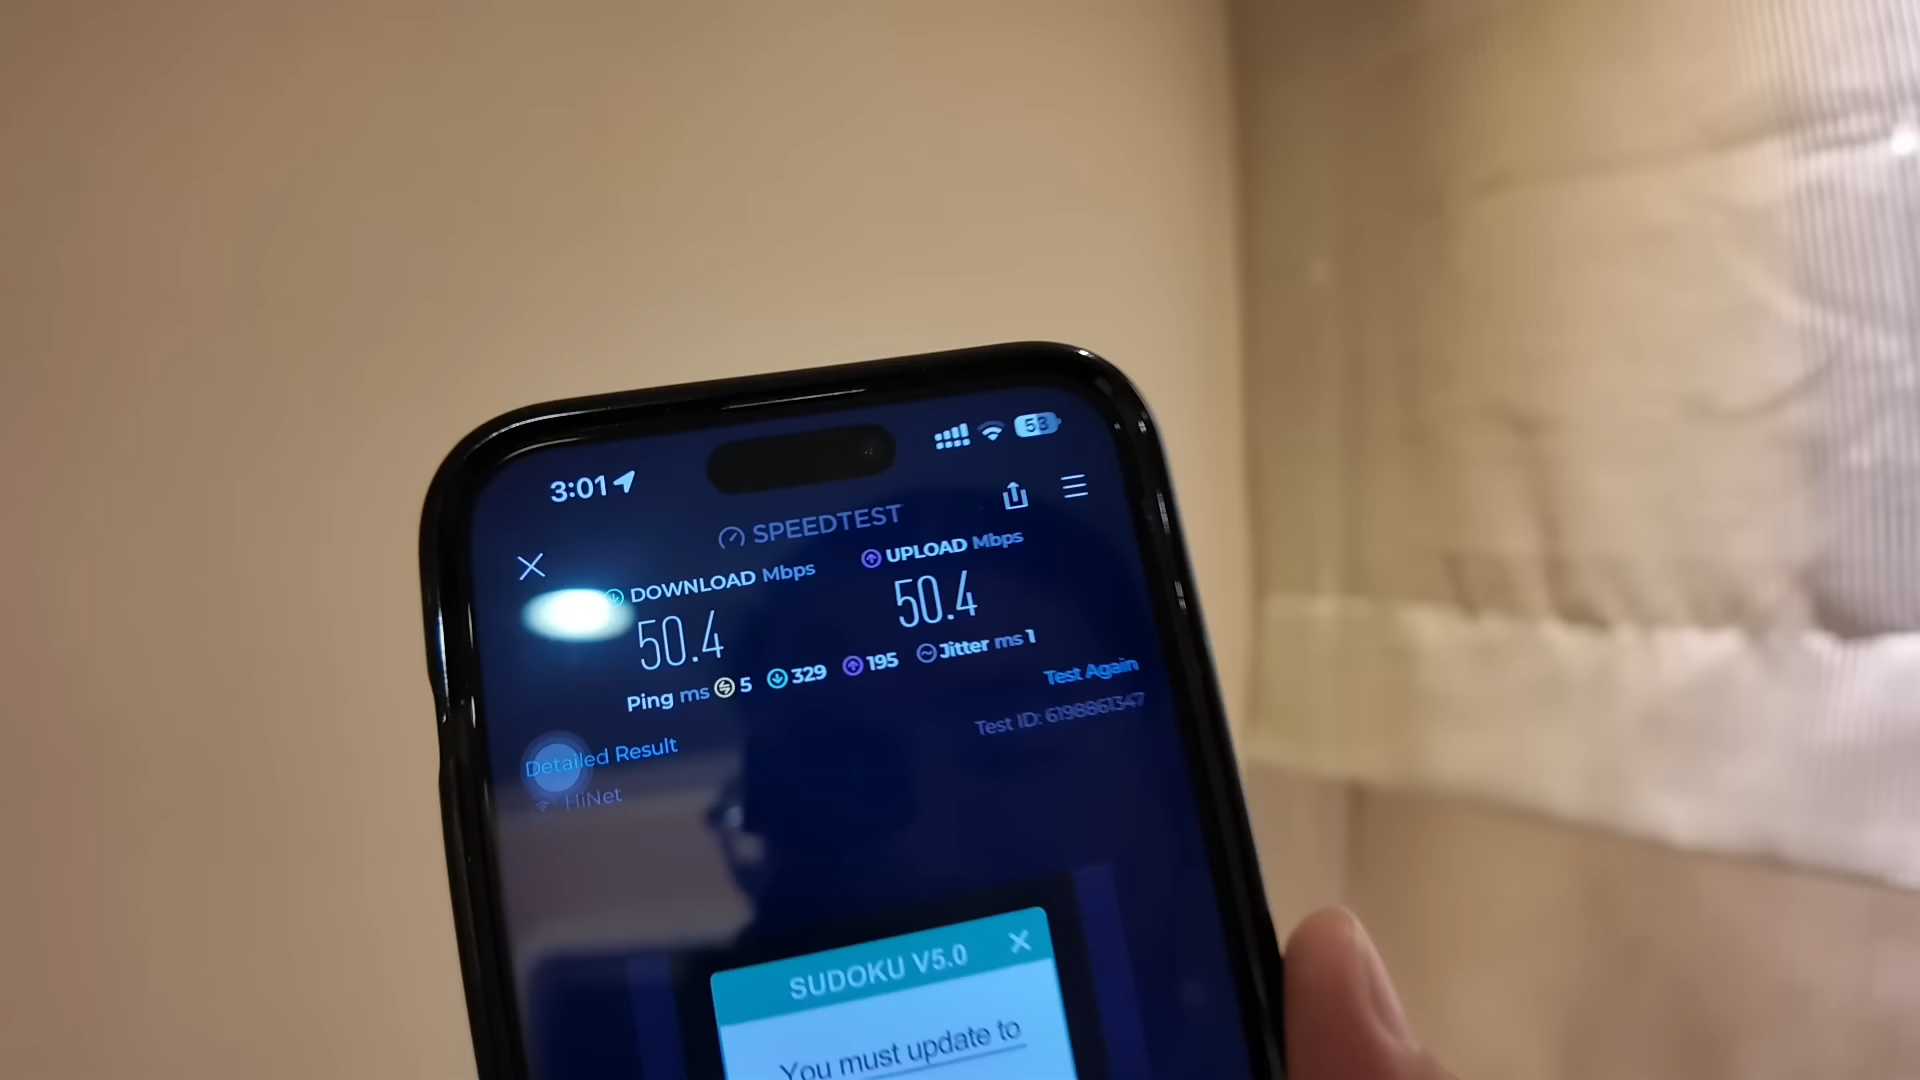 3:01
53
SPEEDTEST
DOWNLOAD Mbps
50.4
UPLOAD Mbps
50.4
Ping ms 5 329 195 Jitter ms 1
Test Again
Test ID: 6198861347
Detailed Result
HiNet
SUDOKU V5.0
You must update to